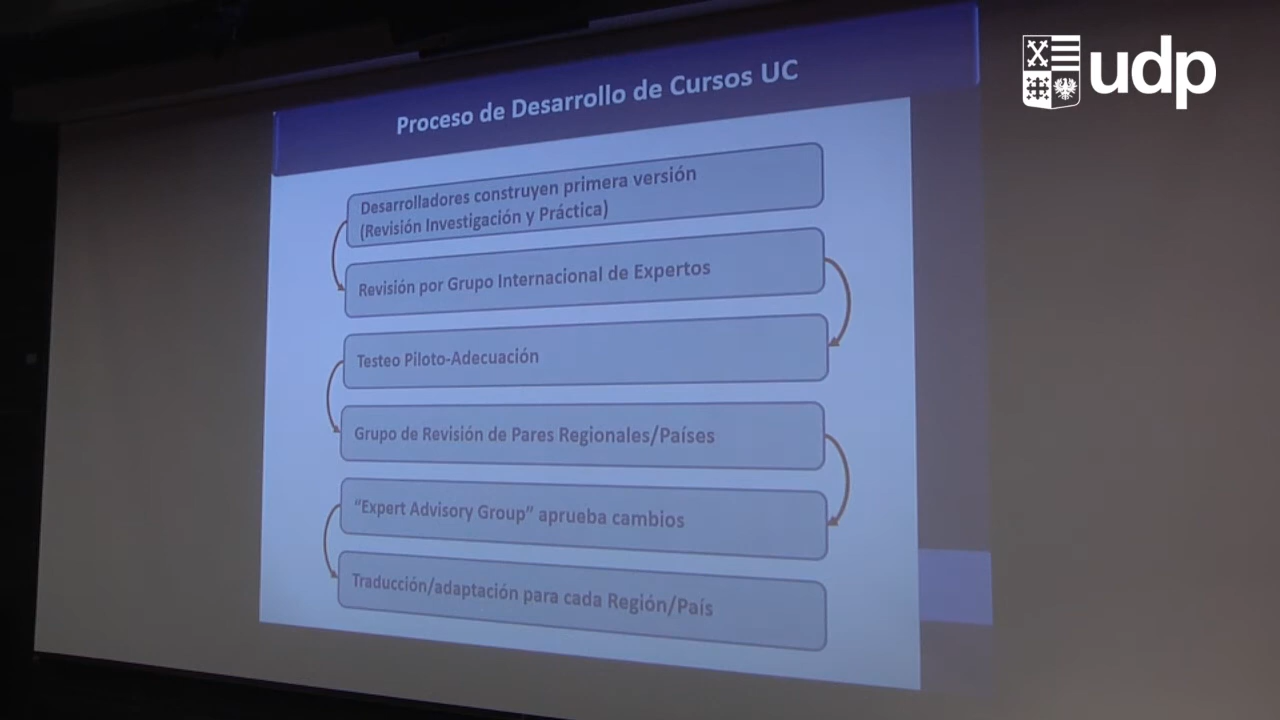 udp
Proceso de Desarrollo de Cursos UC
Desarrolladores construyen primera versión
(Revisión Investigación y Práctica)
Revisión por Grupo Internacional de Expertos
Testeo Piloto-Adecuación
Grupo de Revisión de Pares Regionales/Países
“Expert Advisory Group” aprueba cambios
Traducción/adaptación para cada Región/País